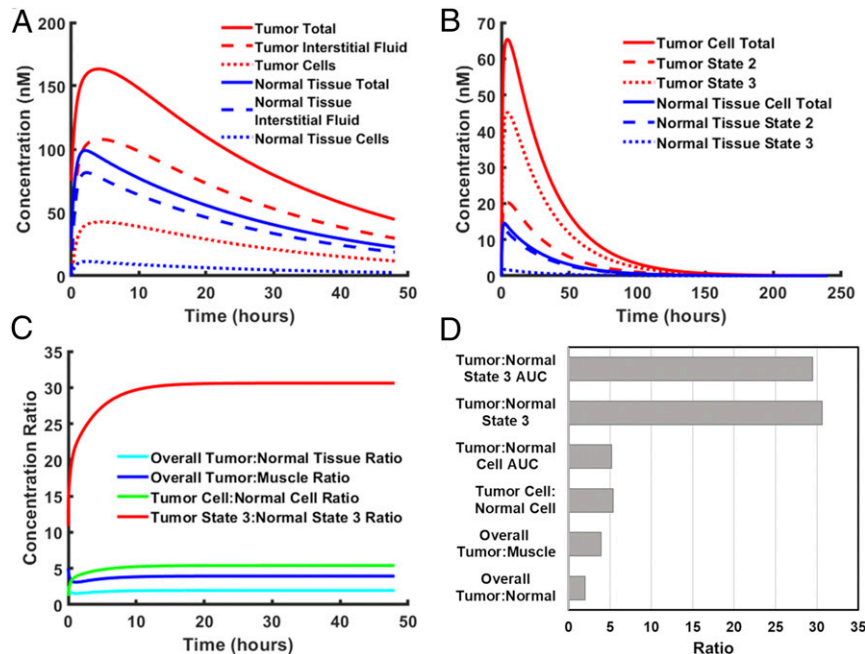 A
Concentration (nM)
200
150
100
50
0
0
10
20
30
40
50
Time (hours)
Tumor Total
Tumor Interstitial Fluid
Tumor Cells
Normal Tissue Total
Normal Tissue
Interstitial Fluid
Normal Tissue Cells
B
Concentration (nM)
70
60
50
40
30
20
10
0
0
50
100
150
200
250
Time (hours)
Tumor Cell Total
Tumor State 2
Tumor State 3
Normal Tissue Cell Total
Normal Tissue State 2
Normal Tissue State 3
C
Concentration Ratio
35
30
25
20
15
10
5
0
0
10
20
30
40
50
Time (hours)
Overall Tumor:Normal Tissue Ratio
Overall Tumor:Muscle Ratio
Tumor Cell:Normal Cell Ratio
Tumor State 3:Normal State 3 Ratio
D
Tumor:Normal
State 3 AUC
Tumor:Normal
State 3
Tumor:Normal
Cell AUC
Tumor Cell:
Normal Cell
Overall
Tumor:Muscle
Overall
Tumor:Normal
0
5
10
15
20
25
30
35
Ratio